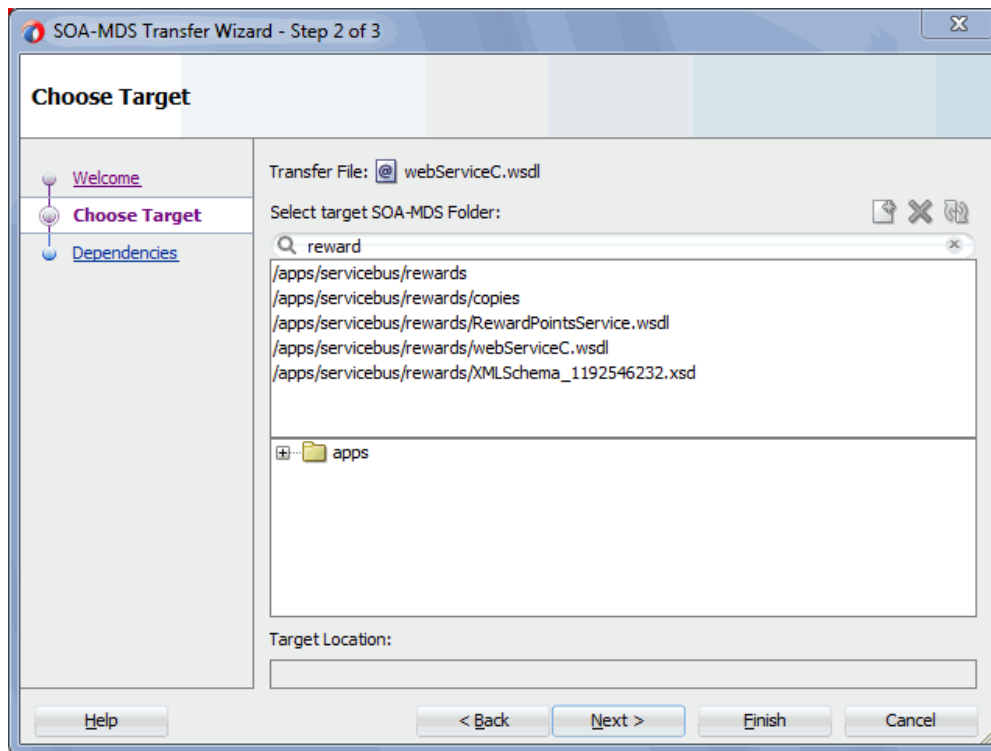 SOA-MDS Transfer Wizard - Step 2 of 3
Choose Target
Welcome
Choose Target
Dependencies
Transfer File: webServiceC.wsdl
Select target SOA-MDS Folder:
reward
/apps/servicebus/rewards
/apps/servicebus/rewards/copies
/apps/servicebus/rewards/RewardPointsService.wsdl
/apps/servicebus/rewards/webServiceC.wsdl
/apps/servicebus/rewards/XMLSchema_1192546232.xsd
apps
Target Location:
Help
< Back
Next >
Finish
Cancel